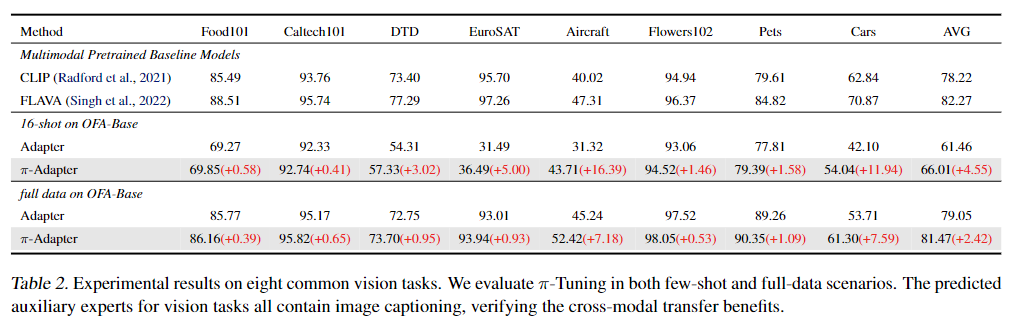 Method Food101 Caltech101 DTD EuroSAT Aircraft Flowers102 Pets Cars AVG
Multimodal Pretrained Baseline Models
CLIP (Radford et al., 2021) 85.49 93.76 73.40 95.70 40.02 94.94 79.61 62.84 78.22
FLAVA (Singh et al., 2022) 88.51 95.74 77.29 97.26 47.31 96.37 84.82 70.87 82.27
16-shot on OFA-Base
Adapter 69.27 92.33 54.31 31.49 31.32 93.06 77.81 42.10 61.46
π-Adapter 69.85(+0.58) 92.74(+0.41) 57.33(+3.02) 36.49(+5.00) 43.71(+16.39) 94.52(+1.46) 79.39(+1.58) 54.04(+11.94) 66.01(+4.55)
full data on OFA-Base
Adapter 85.77 95.17 72.75 93.01 45.24 97.52 89.26 53.71 79.05
π-Adapter 86.16(+0.39) 95.82(+0.65) 73.70(+0.95) 93.94(+0.93) 52.42(+7.18) 98.05(+0.53) 90.35(+1.09) 61.30(+7.59) 81.47(+2.42)
Table 2. Experimental results on eight common vision tasks. We evaluate π-Tuning in both few-shot and full-data scenarios. The predicted
auxiliary experts for vision tasks all contain image captioning, verifying the cross-modal transfer benefits.